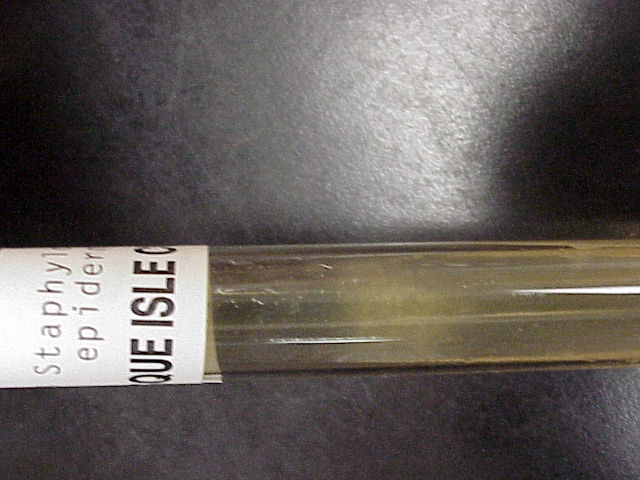 Staphyl
epider
QUE ISLE C